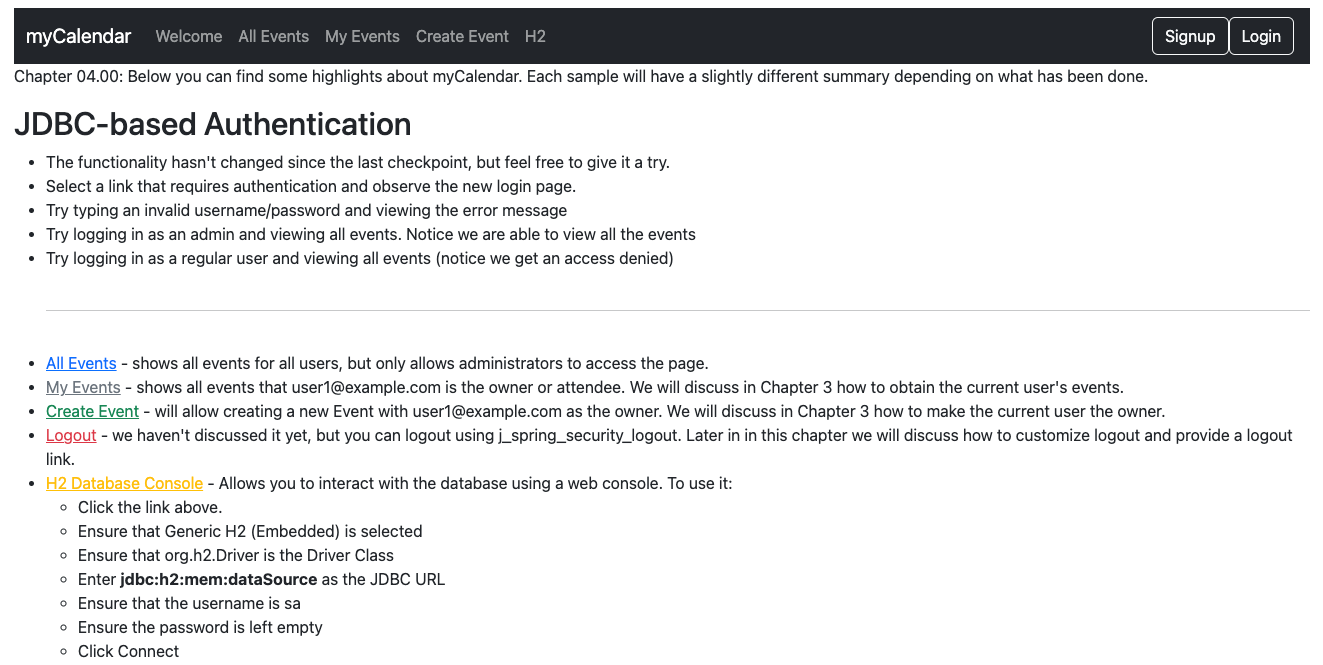 myCalendar Welcome All Events My Events Create Event H2 Signup Login
Chapter 04.00: Below you can find some highlights about myCalendar. Each sample will have a slightly different summary depending on what has been done.
JDBC-based Authentication
• The functionality hasn't changed since the last checkpoint, but feel free to give it a try.
• Select a link that requires authentication and observe the new login page.
• Try typing an invalid username/password and viewing the error message
• Try logging in as an admin and viewing all events. Notice we are able to view all the events
• Try logging in as a regular user and viewing all events (notice we get an access denied)
• All Events - shows all events for all users, but only allows administrators to access the page.
• My Events - shows all events that user1@example.com is the owner or attendee. We will discuss in Chapter 3 how to obtain the current user's events.
• Create Event - will allow creating a new Event with user1@example.com as the owner. We will discuss in Chapter 3 how to make the current user the owner.
• Logout - we haven't discussed it yet, but you can logout using j_spring_security_logout. Later in in this chapter we will discuss how to customize logout and provide a logout
link.
• H2 Database Console - Allows you to interact with the database using a web console. To use it:
◦ Click the link above.
◦ Ensure that Generic H2 (Embedded) is selected
◦ Ensure that org.h2.Driver is the Driver Class
◦ Enter jdbc:h2:mem:dataSource as the JDBC URL
◦ Ensure that the username is sa
◦ Ensure the password is left empty
◦ Click Connect